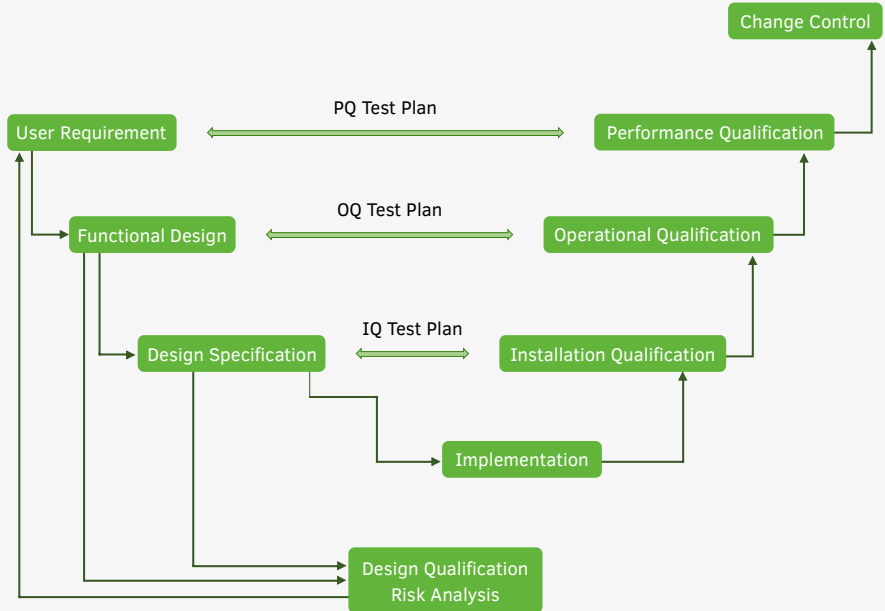 Change Control
PQ Test Plan
User Requirement
Performance Qualification
OQ Test Plan
Functional Design
Operational Qualification
IQ Test Plan
Design Specification
Installation Qualification
Implementation
Design Qualification
Risk Analysis